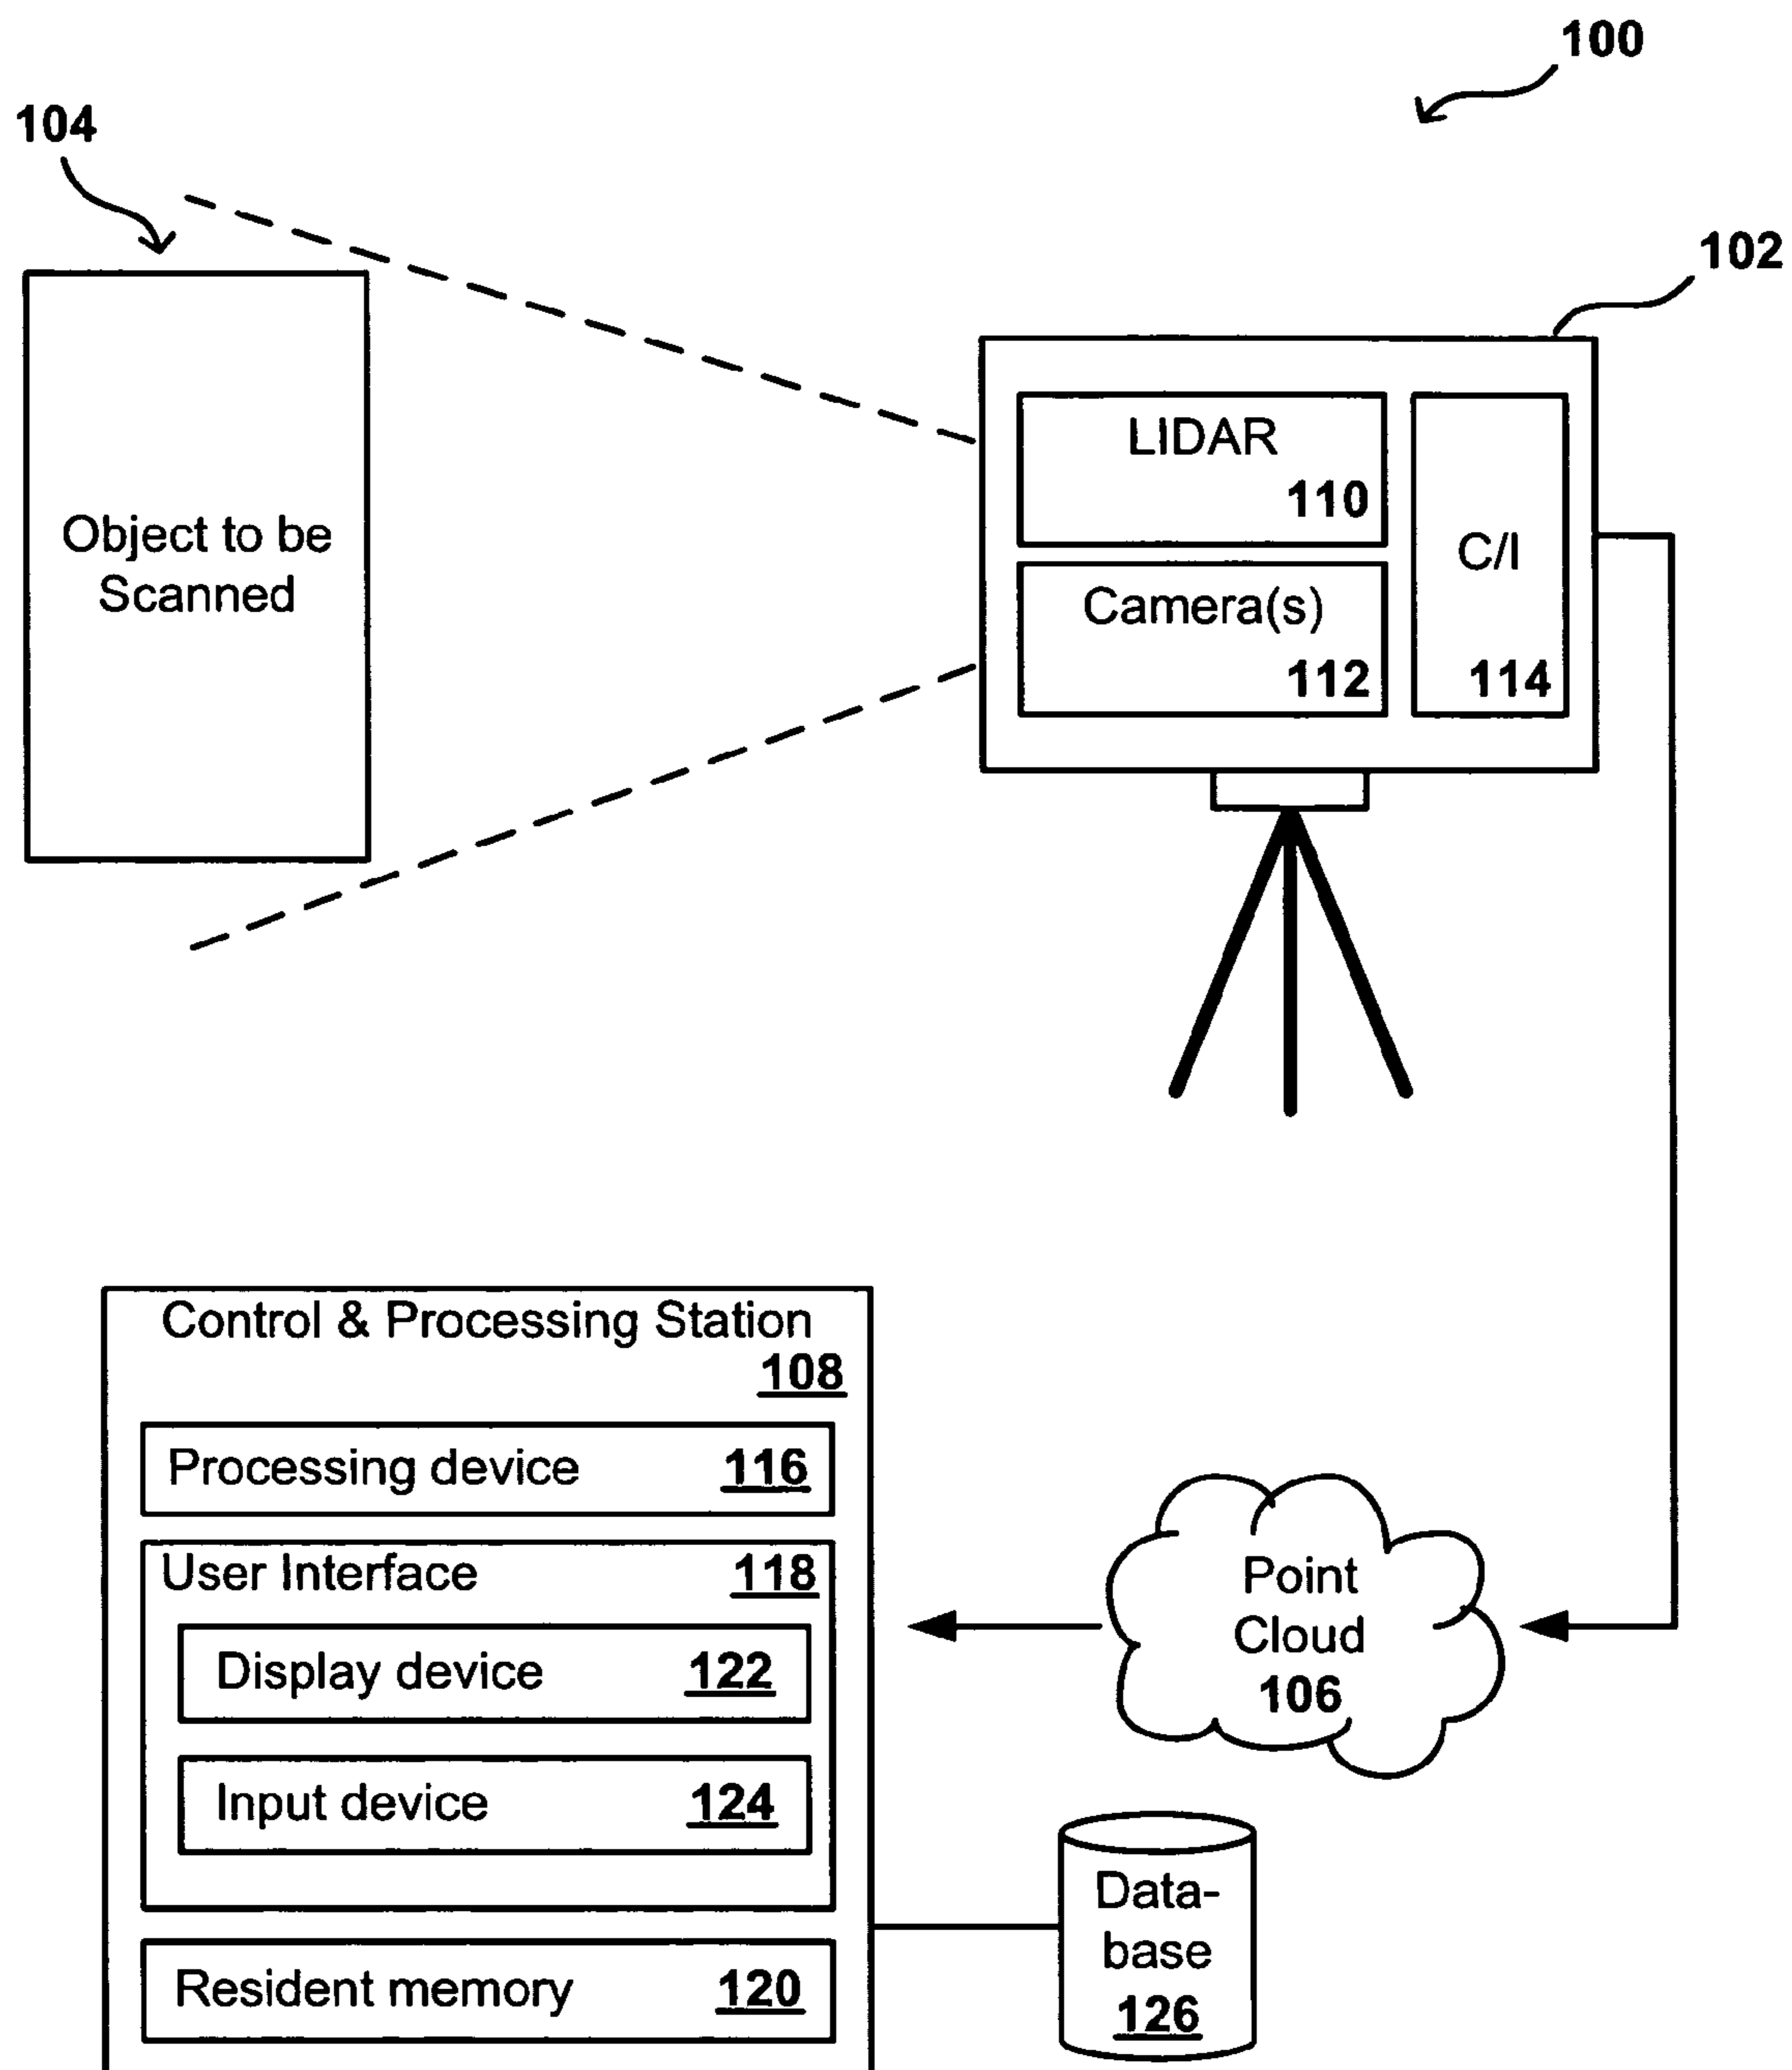 100
104
102
LIDAR
110
Object to be
Scanned
C/I
Camera(s)
112
114
Control & Processing Station
108
Processing device 116
User Interface 118
Display device 122
Input device 124
Resident memory 120
Point
Cloud
106
Data-
base
126